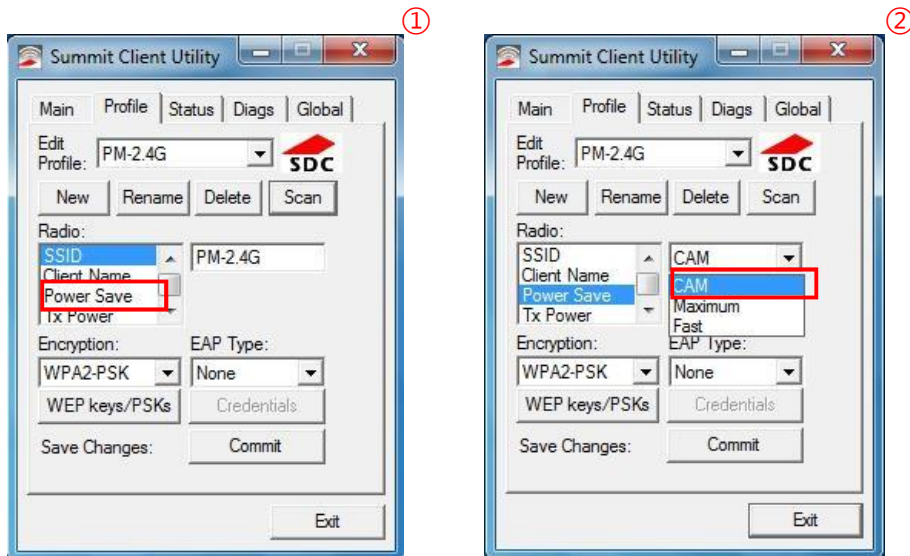 ①
Summit Client Utility
Main Profile Status Diags Global
Edit Profile: PM-2.4G
SDC
New Rename Delete Scan
Radio:
SSID PM-2.4G
Client Name
Power Save
Tx Power
Encryption: EAP Type:
WPA2-PSK None
WEP keys/PSKs Credentials
Save Changes: Commit
Exit
②
Summit Client Utility
Main Profile Status Diags Global
Edit Profile: PM-2.4G
SDC
New Rename Delete Scan
Radio:
SSID CAM
Client Name CAM
Power Save Maximum
Tx Power Fast
Encryption: EAP Type:
WPA2-PSK None
WEP keys/PSKs Credentials
Save Changes: Commit
Exit